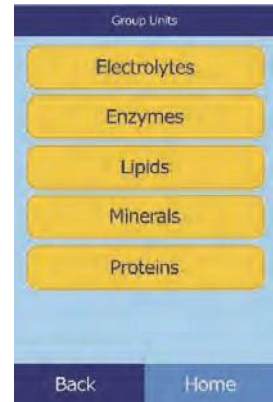 Group Units
Electrolytes
Enzymes
Lipids
Minerals
Proteins
Back Home